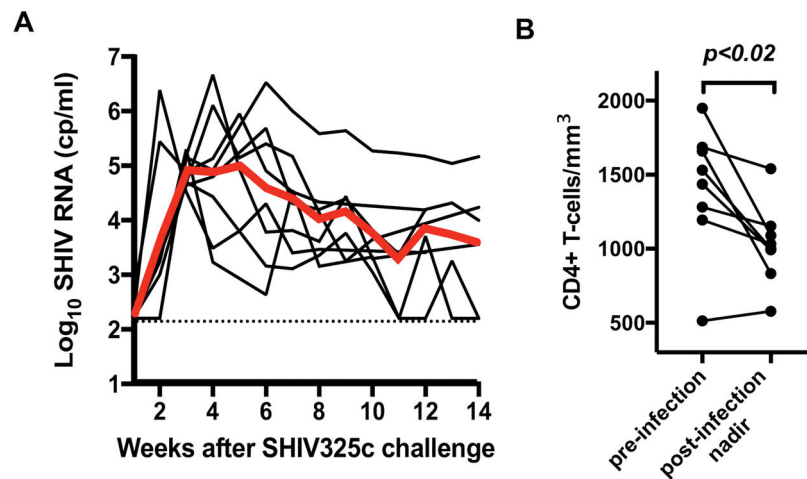 A
Log10 SHIV RNA (cp/ml)
7
6
5
4
3
2
1
2 4 6 8 10 12 14
Weeks after SHIV325c challenge
B
p<0.02
CD4+ T-cells/mm3
2000
1500
1000
500
pre-infection
post-infection
nadir